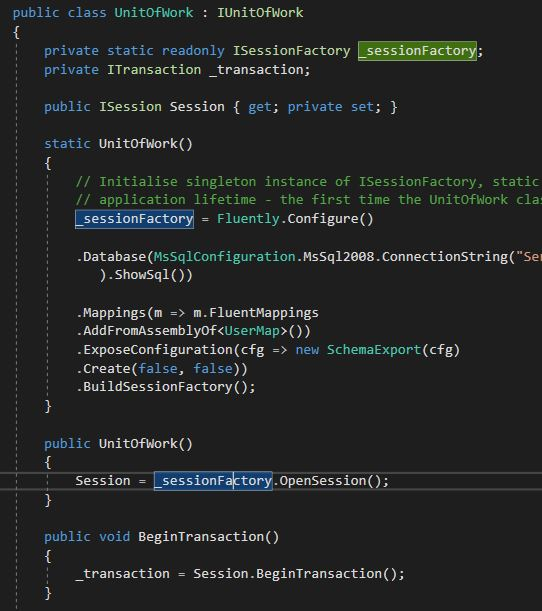 public class UnitOfWork : IUnitOfWork
{
private static readonly ISessionFactory _sessionFactory;
private ITransaction _transaction;
public ISession Session { get; private set; }
static UnitOfWork()
{
// Initialise singleton instance of ISessionFactory, static
// application lifetime - the first time the UnitOfWork clas
_sessionFactory = Fluently.Configure()
.Database(MsSqlConfiguration.MsSql2008.ConnectionString("Ser
).ShowSql())
.Mappings(m => m.FluentMappings
.AddFromAssemblyOf<UserMap>())
.ExposeConfiguration(cfg => new SchemaExport(cfg)
.Create(false, false))
.BuildSessionFactory();
}
public UnitOfWork()
{
Session = _sessionFactory.OpenSession();
}
public void BeginTransaction()
{
_transaction = Session.BeginTransaction();
}